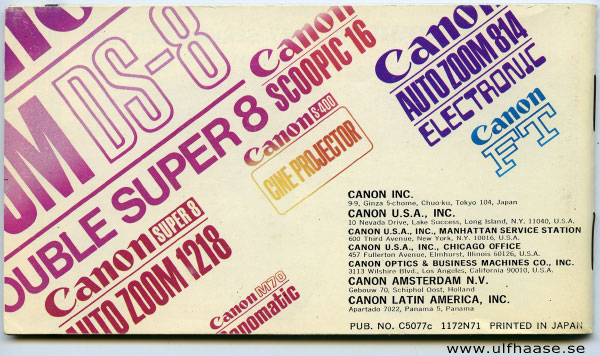 DS-8
DOUBLE SUPER 8
Canon
SCOOPIC 16
Canon S-400
CINE PROJECTOR
Canon
AUTO ZOOM 814
ELECTRONIC
Canon
FT
Canon SUPER 8
AUTO ZOOM 1218
Canon M70
CANON INC.
9-9, Ginza 5-chome, Chuo-ku, Tokyo 104, Japan
CANON U.S.A., INC.
10 Nevada Drive, Lake Success, Long Island, N.Y. 11040, U.S.A.
CANON U.S.A., INC., MANHATTAN SERVICE STATION
600 Third Avenue, New York, N.Y. 10016, U.S.A.
CANON U.S.A., INC., CHICAGO OFFICE
457 Fullerton Avenue, Elmhurst, Illinois 60126, U.S.A.
CANON OPTICS & BUSINESS MACHINES CO., INC.
3113 Wilshire Blvd., Los Angeles, California 90010, U.S.A.
CANON AMSTERDAM N.V.
Gebouw 70, Schiphol Oost, Holland
CANON LATIN AMERICA, INC.
Apartado 7022, Panama 5, Panama
PUB. NO. C5077c 1172N71 PRINTED IN JAPAN
www.ulfhaase.se